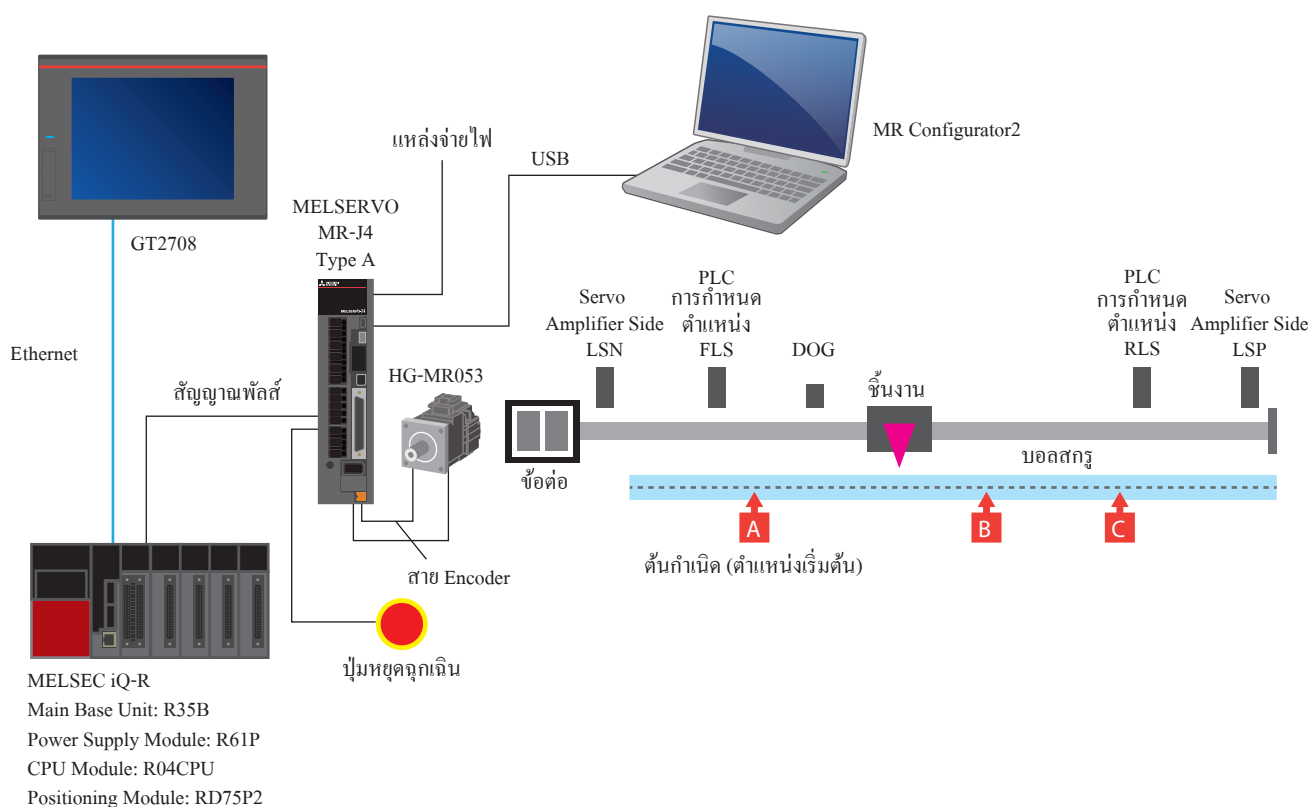 แหล่งจ่ายไฟ
MR Configurator2
USB
MELSERVO
MR-J4
Type A
GT2708
Ethernet
สัญญาณพัลส์
HG-MR053
Servo
Amplifier Side
LSN
PLC
การกำหนด
ตำแหน่ง
FLS
DOG
ชิ้นงาน
PLC
การกำหนด
ตำแหน่ง
RLS
Servo
Amplifier Side
LSP
ข้อต่อ
บอลสกรู
A
B
C
ต้นกำเนิด (ตำแหน่งเริ่มต้น)
สาย Encoder
ปุ่มหยุดฉุกเฉิน
MELSEC iQ-R
Main Base Unit: R35B
Power Supply Module: R61P
CPU Module: R04CPU
Positioning Module: RD75P2